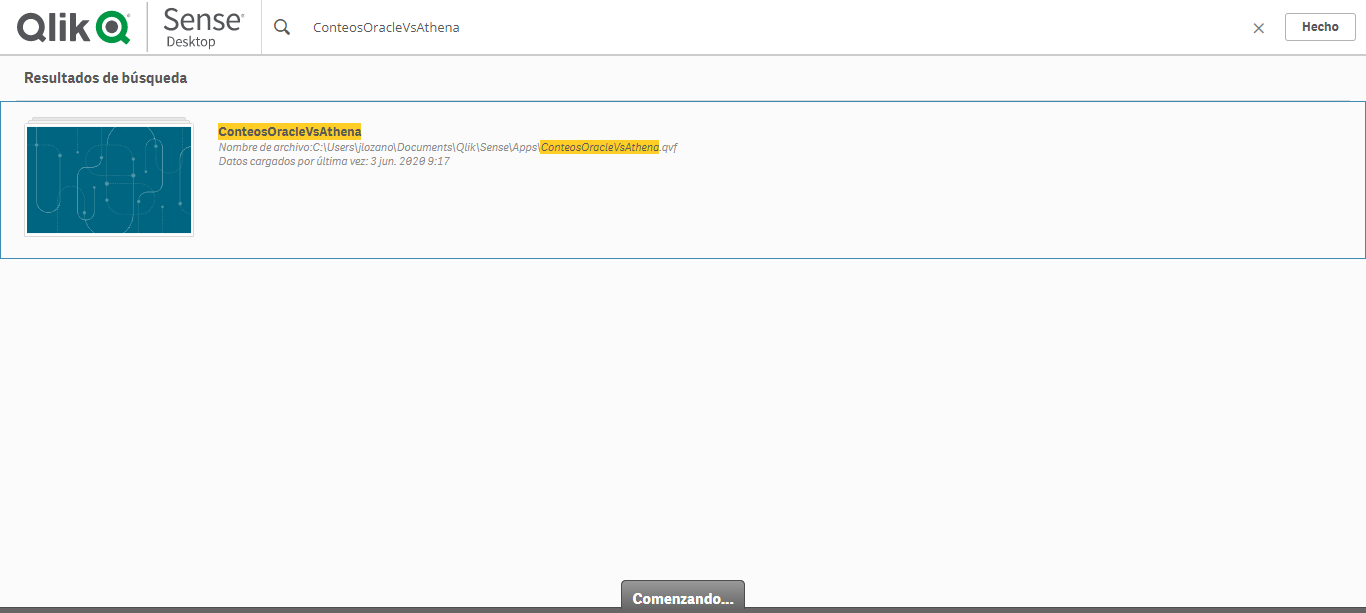 Qlik Sense® Desktop
ConteosOracleVsAthena
Hecho
Resultados de búsqueda
ConteosOracleVsAthena
Nombre de archivo:C:\Users\jlozano\Documents\Qlik\Sense\Apps\ConteosOracleVsAthena.qvf
Datos cargados por última vez: 3 jun. 2020 9:17
Comenzando...